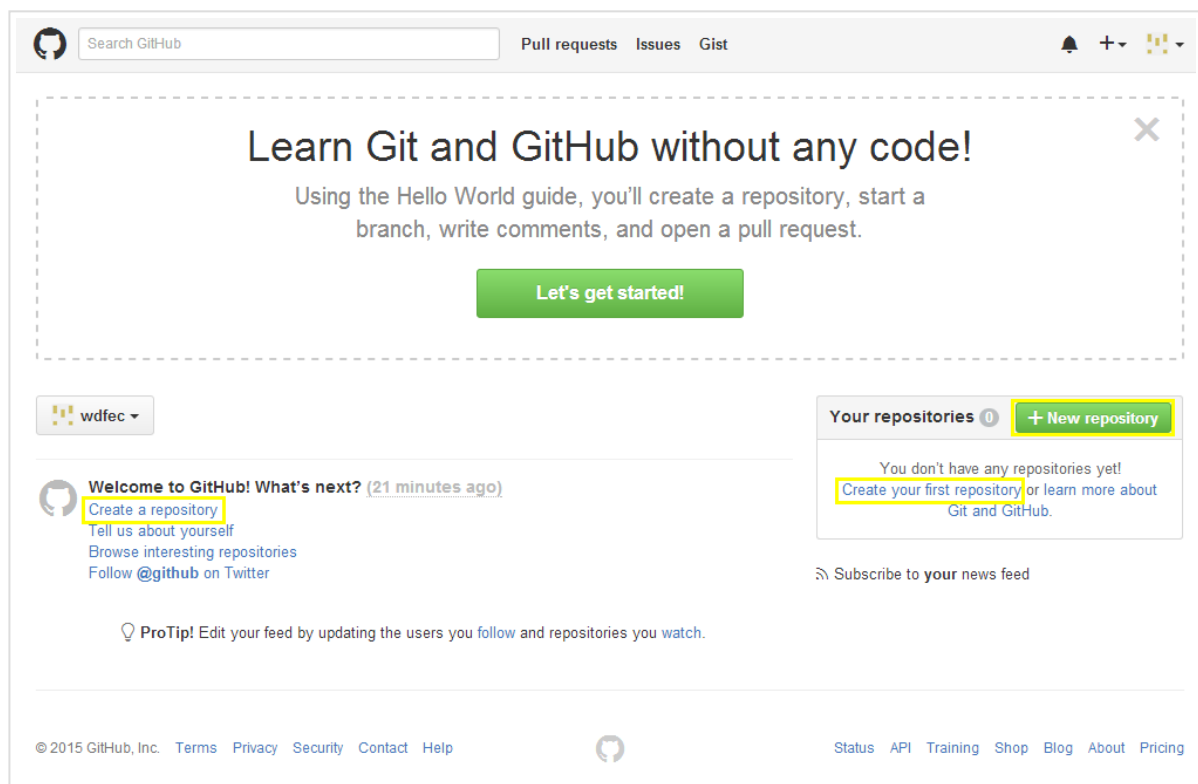 Search GitHub
Pull requests Issues Gist
Learn Git and GitHub without any code!
Using the Hello World guide, you’ll create a repository, start a
branch, write comments, and open a pull request.
Let's get started!
wdfec
Your repositories 0 + New repository
You don’t have any repositories yet!
Create your first repository or learn more about
Git and GitHub.
Welcome to GitHub! What’s next? (21 minutes ago)
Create a repository
Tell us about yourself
Browse interesting repositories
Follow @github on Twitter
Subscribe to your news feed
ProTip! Edit your feed by updating the users you follow and repositories you watch.
© 2015 GitHub, Inc. Terms Privacy Security Contact Help
Status API Training Shop Blog About Pricing